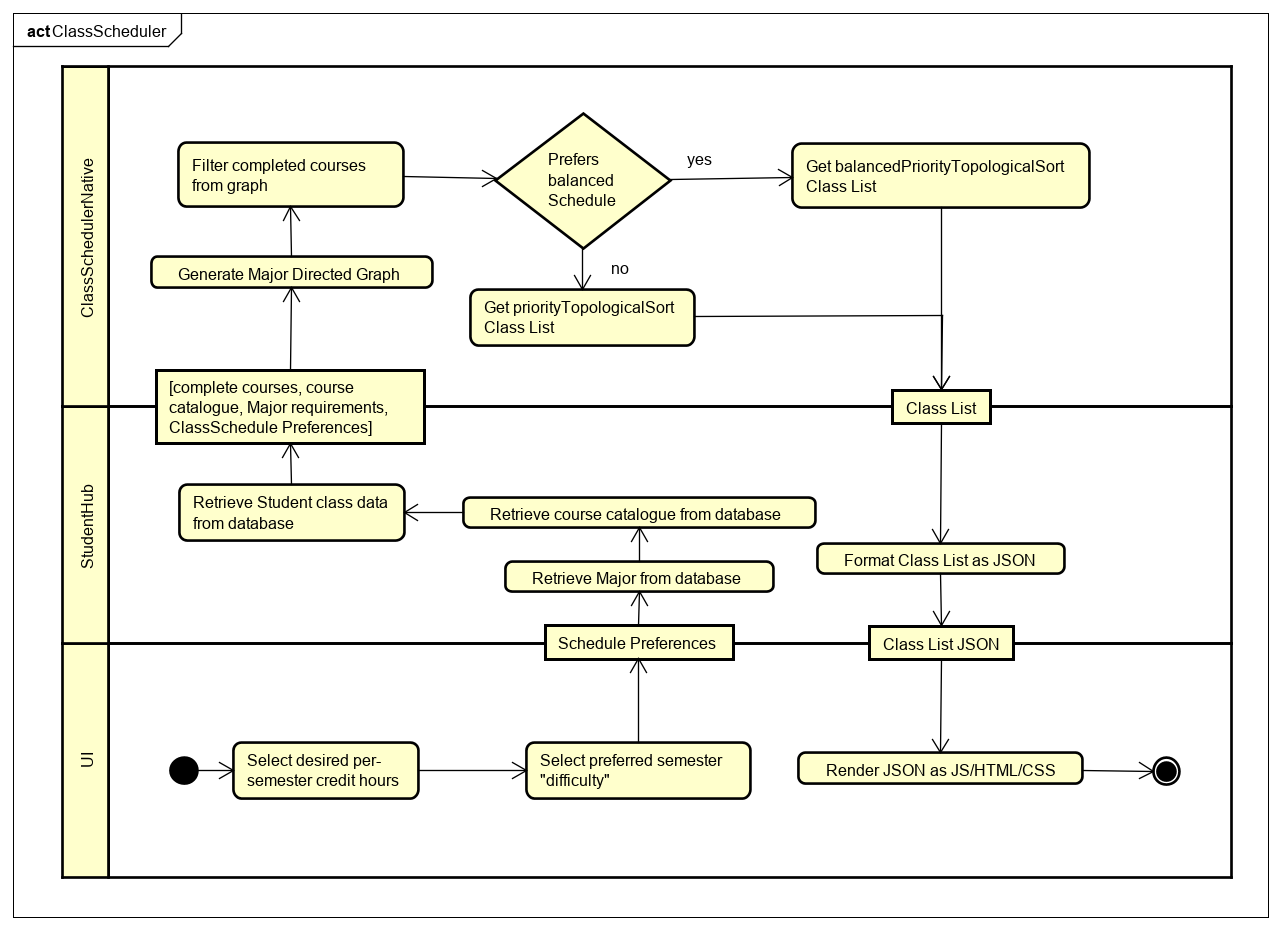 act ClassScheduler
ClassSchedulerNative
Filter completed courses
from graph
Prefers
balanced
Schedule
yes
Get balancedPriorityTopologicalSort
Class List
no
Generate Major Directed Graph
Get priorityTopologicalSort
Class List
[complete courses, course
catalogue, Major requirements,
ClassSchedule Preferences]
Class List
StudentHub
Retrieve Student class data
from database
Retrieve course catalogue from database
Retrieve Major from database
Format Class List as JSON
Schedule Preferences
Class List JSON
UI
Select desired per-
semester credit hours
Select preferred semester
"difficulty"
Render JSON as JS/HTML/CSS